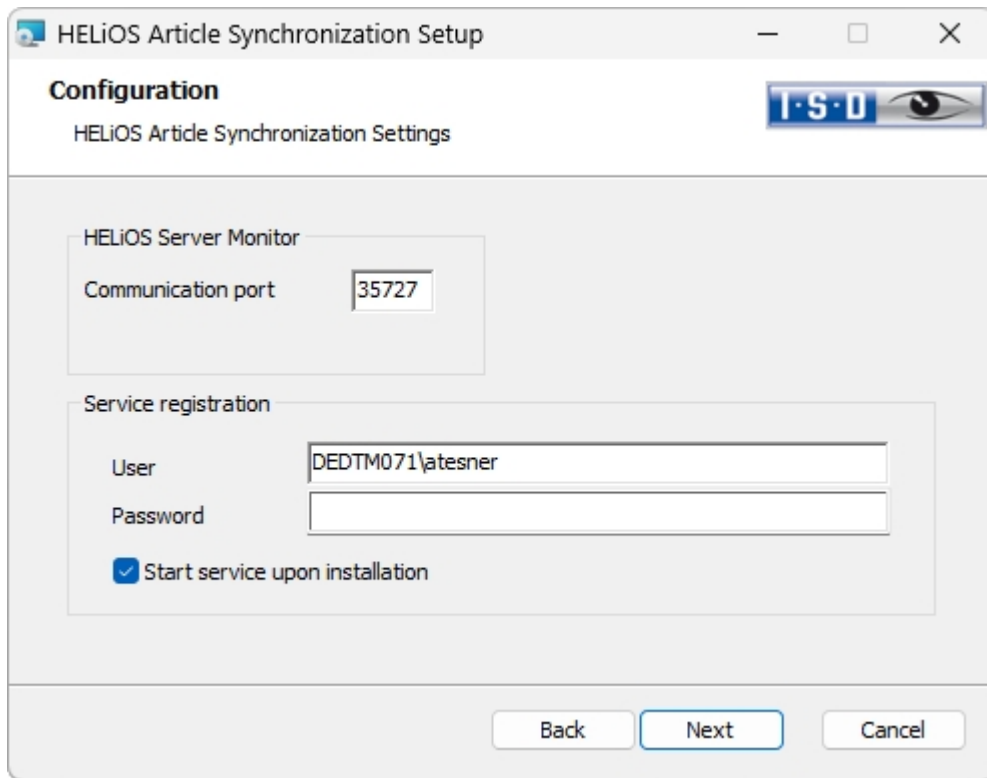 HELiOS Article Synchronization Setup
Configuration
HELiOS Article Synchronization Settings
I·S·D
HELiOS Server Monitor
Communication port 35727
Service registration
User DEDTM071\atesner
Password
Start service upon installation
Back Next Cancel